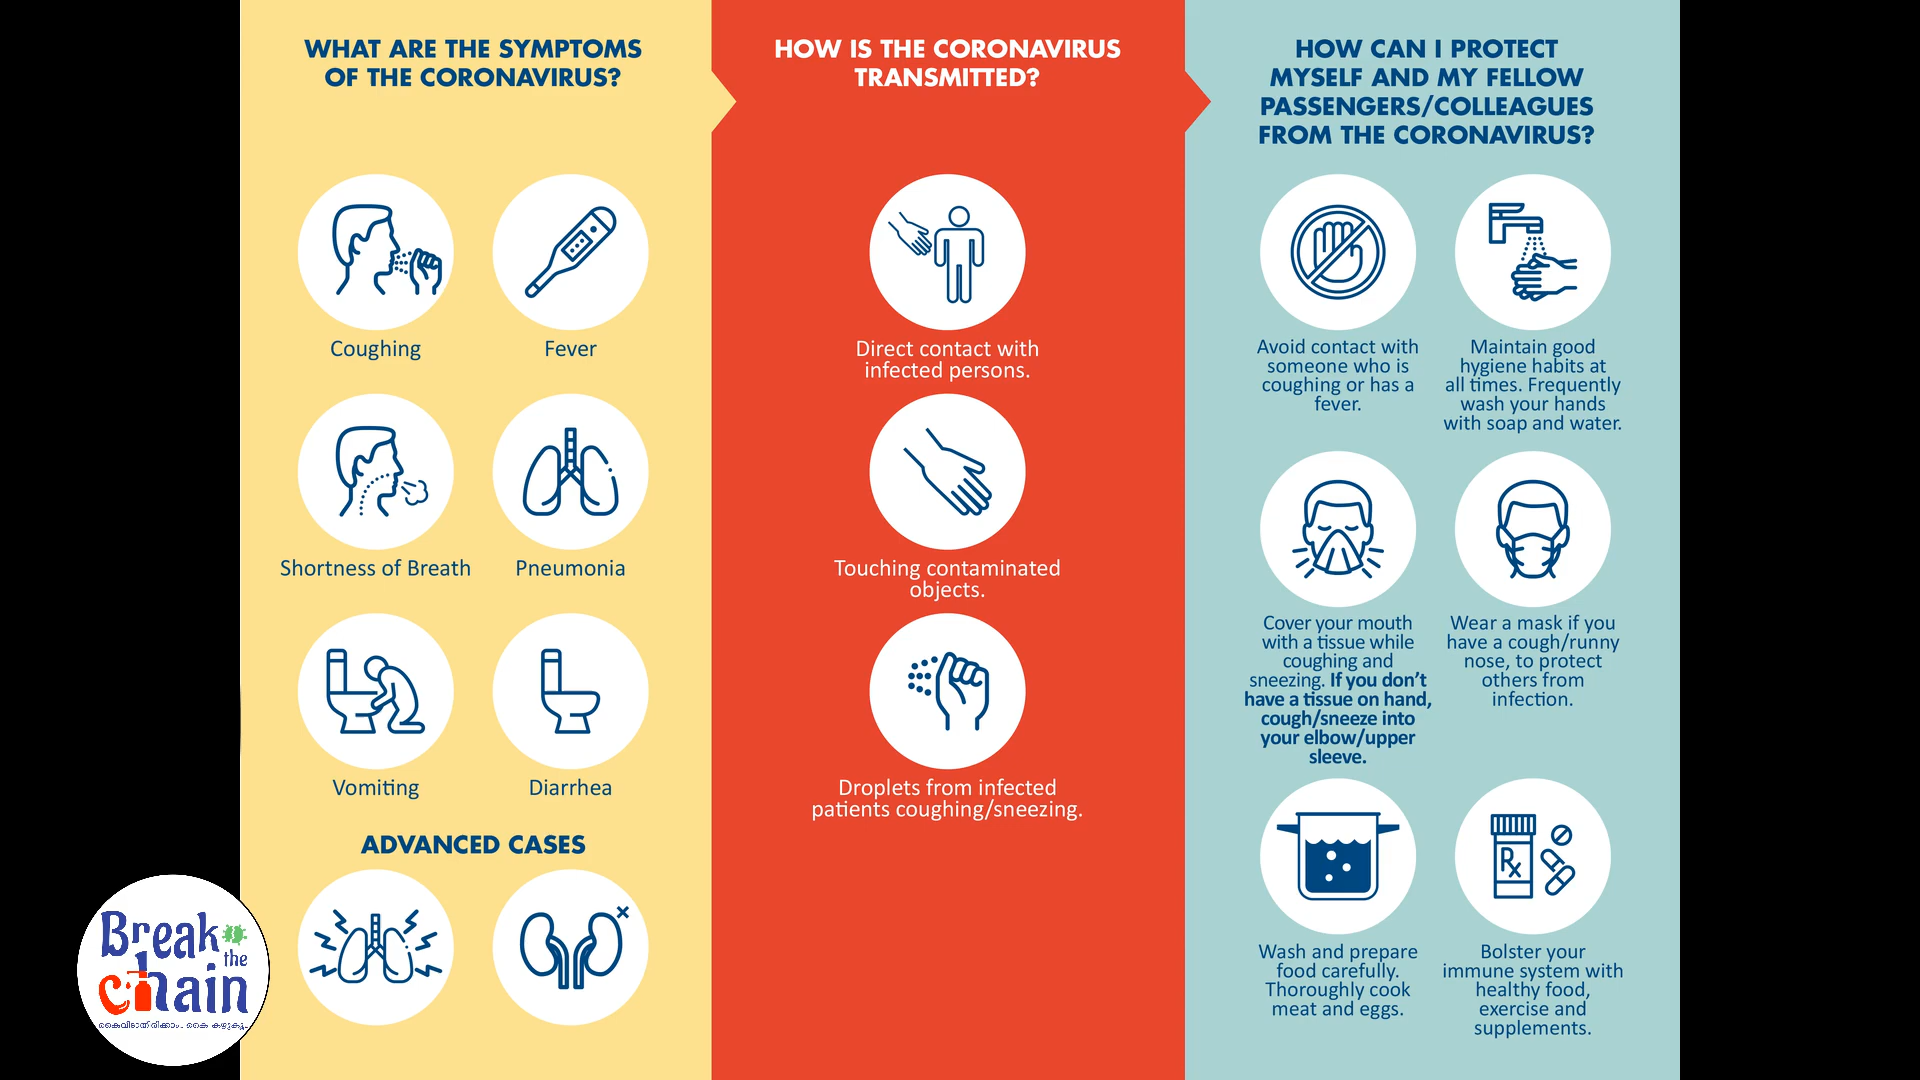 WHAT ARE THE SYMPTOMS
OF THE CORONAVIRUS?
Coughing
Fever
Shortness of Breath
Pneumonia
Vomiting
Diarrhea
ADVANCED CASES
HOW IS THE CORONAVIRUS
TRANSMITTED?
Direct contact with
infected persons.
Touching contaminated
objects.
Droplets from infected
patients coughing/sneezing.
HOW CAN I PROTECT
MYSELF AND MY FELLOW
PASSENGERS/COLLEAGUES
FROM THE CORONAVIRUS?
Avoid contact with
someone who is
coughing or has a
fever.
Maintain good
hygiene habits at
all times. Frequently
wash your hands
with soap and water.
Cover your mouth
with a tissue while
coughing and
sneezing. If you don't
have a tissue on hand,
cough/sneeze into
your elbow/upper
sleeve.
Wear a mask if you
have a cough/runny
nose, to protect
others from
infection.
Rx
Wash and prepare
food carefully.
Thoroughly cook
meat and eggs.
Bolster your
immune system with
healthy food,
exercise and
supplements.
Break
the
chain
കൈവിടാതിരിക്കാം.. കൈ കഴുകൂ..